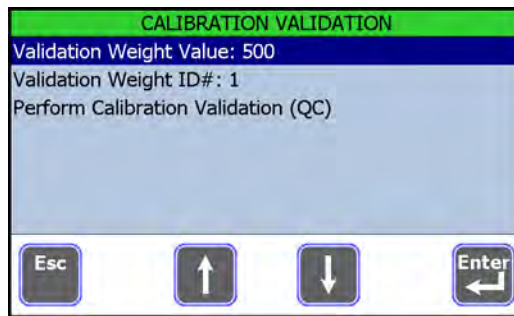 CALIBRATION VALIDATION
Validation Weight Value: 500
Validation Weight ID#: 1
Perform Calibration Validation (QC)
Esc
Enter